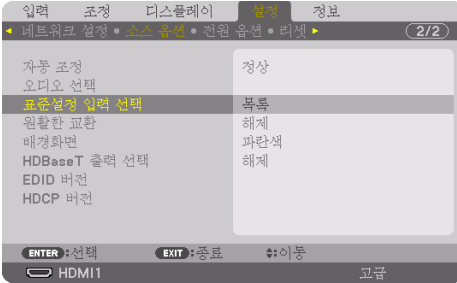 입력 조정 디스플레이 설정 정보
네트워크 설정 • 소스 옵션 • 전원 옵션 • 리셋 2/2
자동 조정 정상
오디오 선택
표준설정 입력 선택 목록
원활한 교환 해제
배경화면 파란색
HDBaseT 출력 선택 해제
EDID 버전
HDCP 버전
ENTER :선택 EXIT :종료 :이동
HDMI1 고급